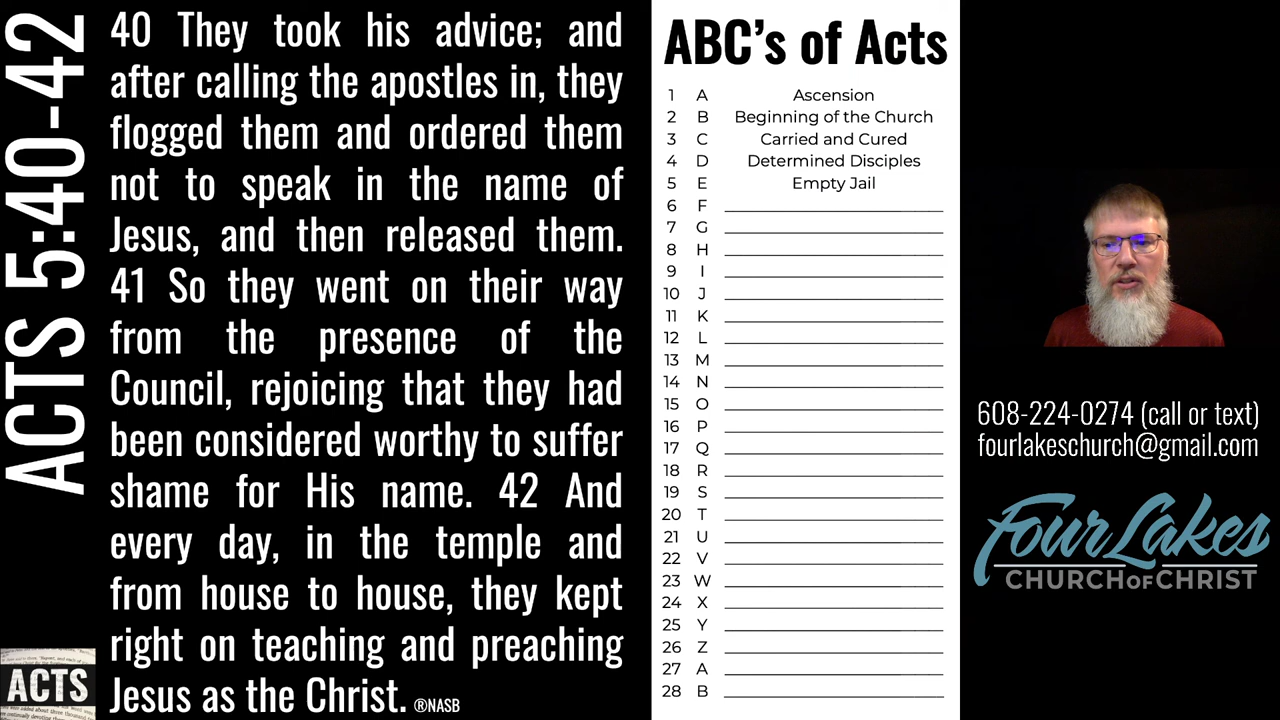 ACTS 5:40-42
40 They took his advice; and
after calling the apostles in, they
flogged them and ordered them
not to speak in the name of
Jesus, and then released them.
41 So they went on their way
from the presence of the
Council, rejoicing that they had
been considered worthy to suffer
shame for His name. 42 And
every day, in the temple and
from house to house, they kept
right on teaching and preaching
Jesus as the Christ. ®NASB
ACTS
ABC’s of Acts
1 A Ascension
2 B Beginning of the Church
3 C Carried and Cured
4 D Determined Disciples
5 E Empty Jail
6 F
7 G
8 H
9 I
10 J
11 K
12 L
13 M
14 N
15 O
16 P
17 Q
18 R
19 S
20 T
21 U
22 V
23 W
24 X
25 Y
26 Z
27 A
28 B
608-224-0274 (call or text)
fourlakeschurch@gmail.com
Four Lakes
CHURCH OF CHRIST